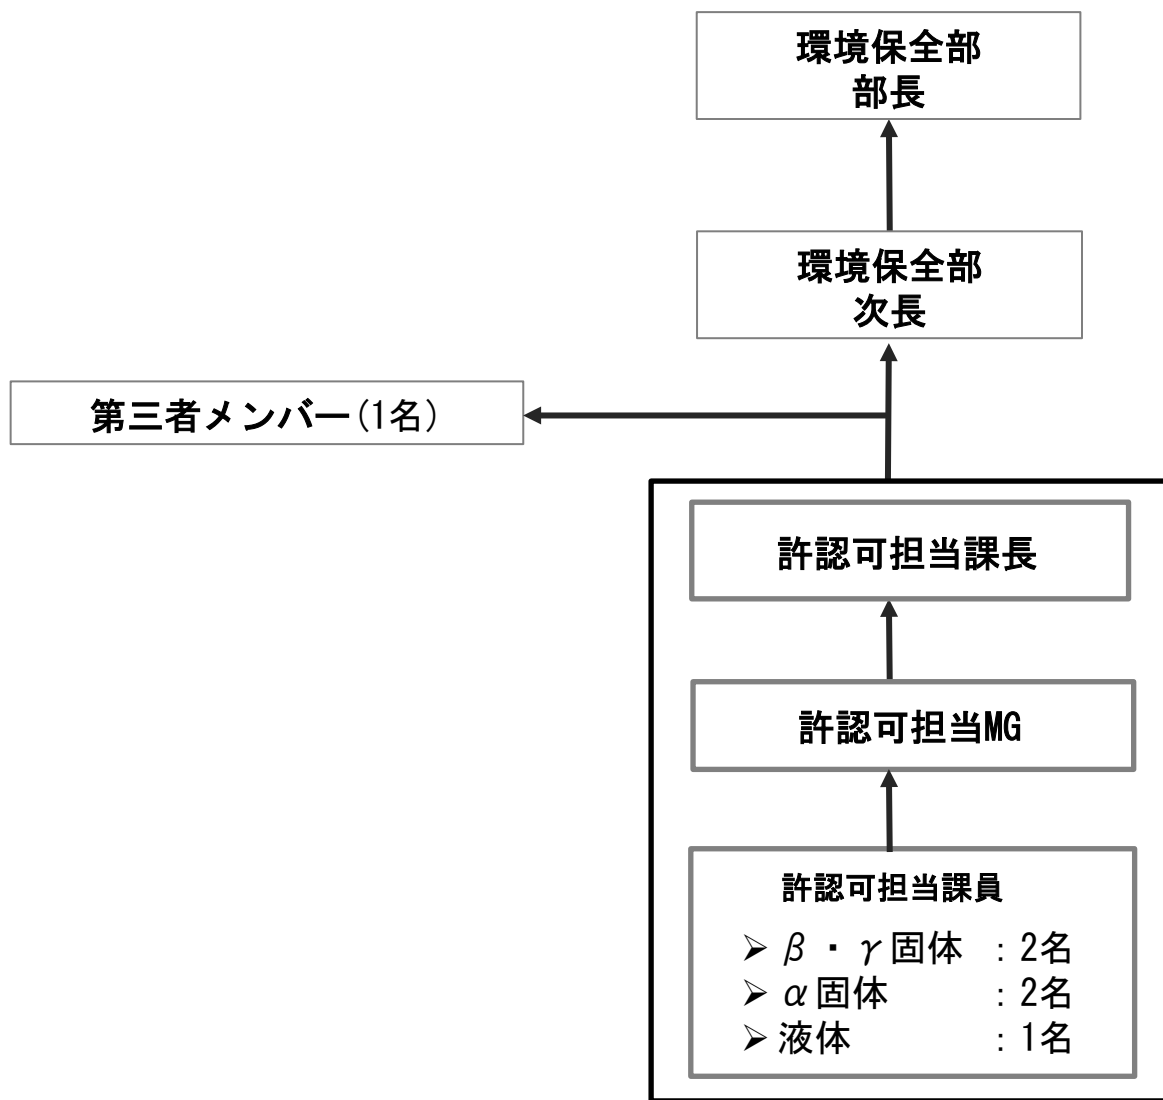 環境保全部
部長
環境保全部
次長
第三者メンバー(1名)
許認可担当課長
許認可担当MG
許認可担当課員
➢ β・γ固体 :2名
➢ α固体 :2名
➢ 液体 :1名